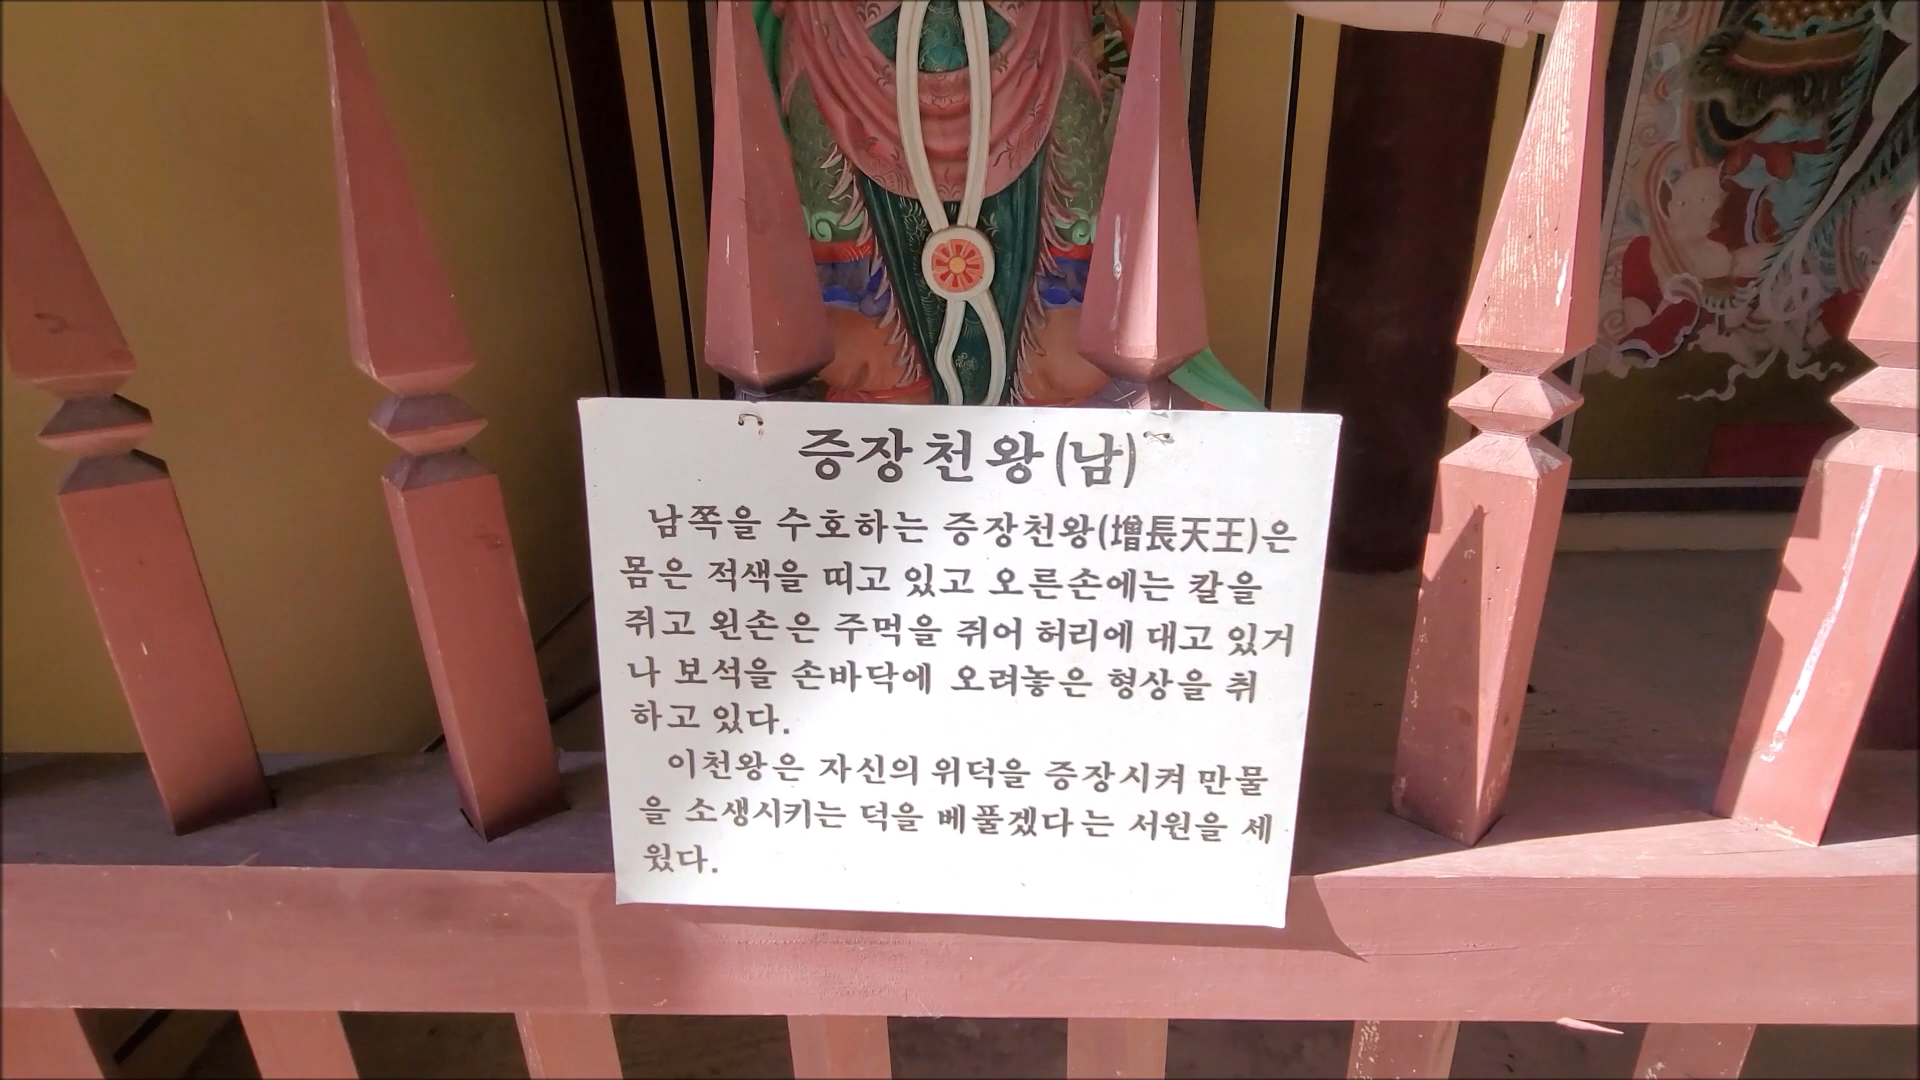 증장천왕(남)
남쪽을 수호하는 증장천왕(增長天王)은
몸은 적색을 띠고 있고 오른손에는 칼을
쥐고 왼손은 주먹을 쥐어 허리에 대고 있거
나 보석을 손바닥에 오려놓은 형상을 취
하고 있다.
이천왕은 자신의 위덕을 증장시켜 만물
을 소생시키는 덕을 베풀겠다는 서원을 세
웠다.